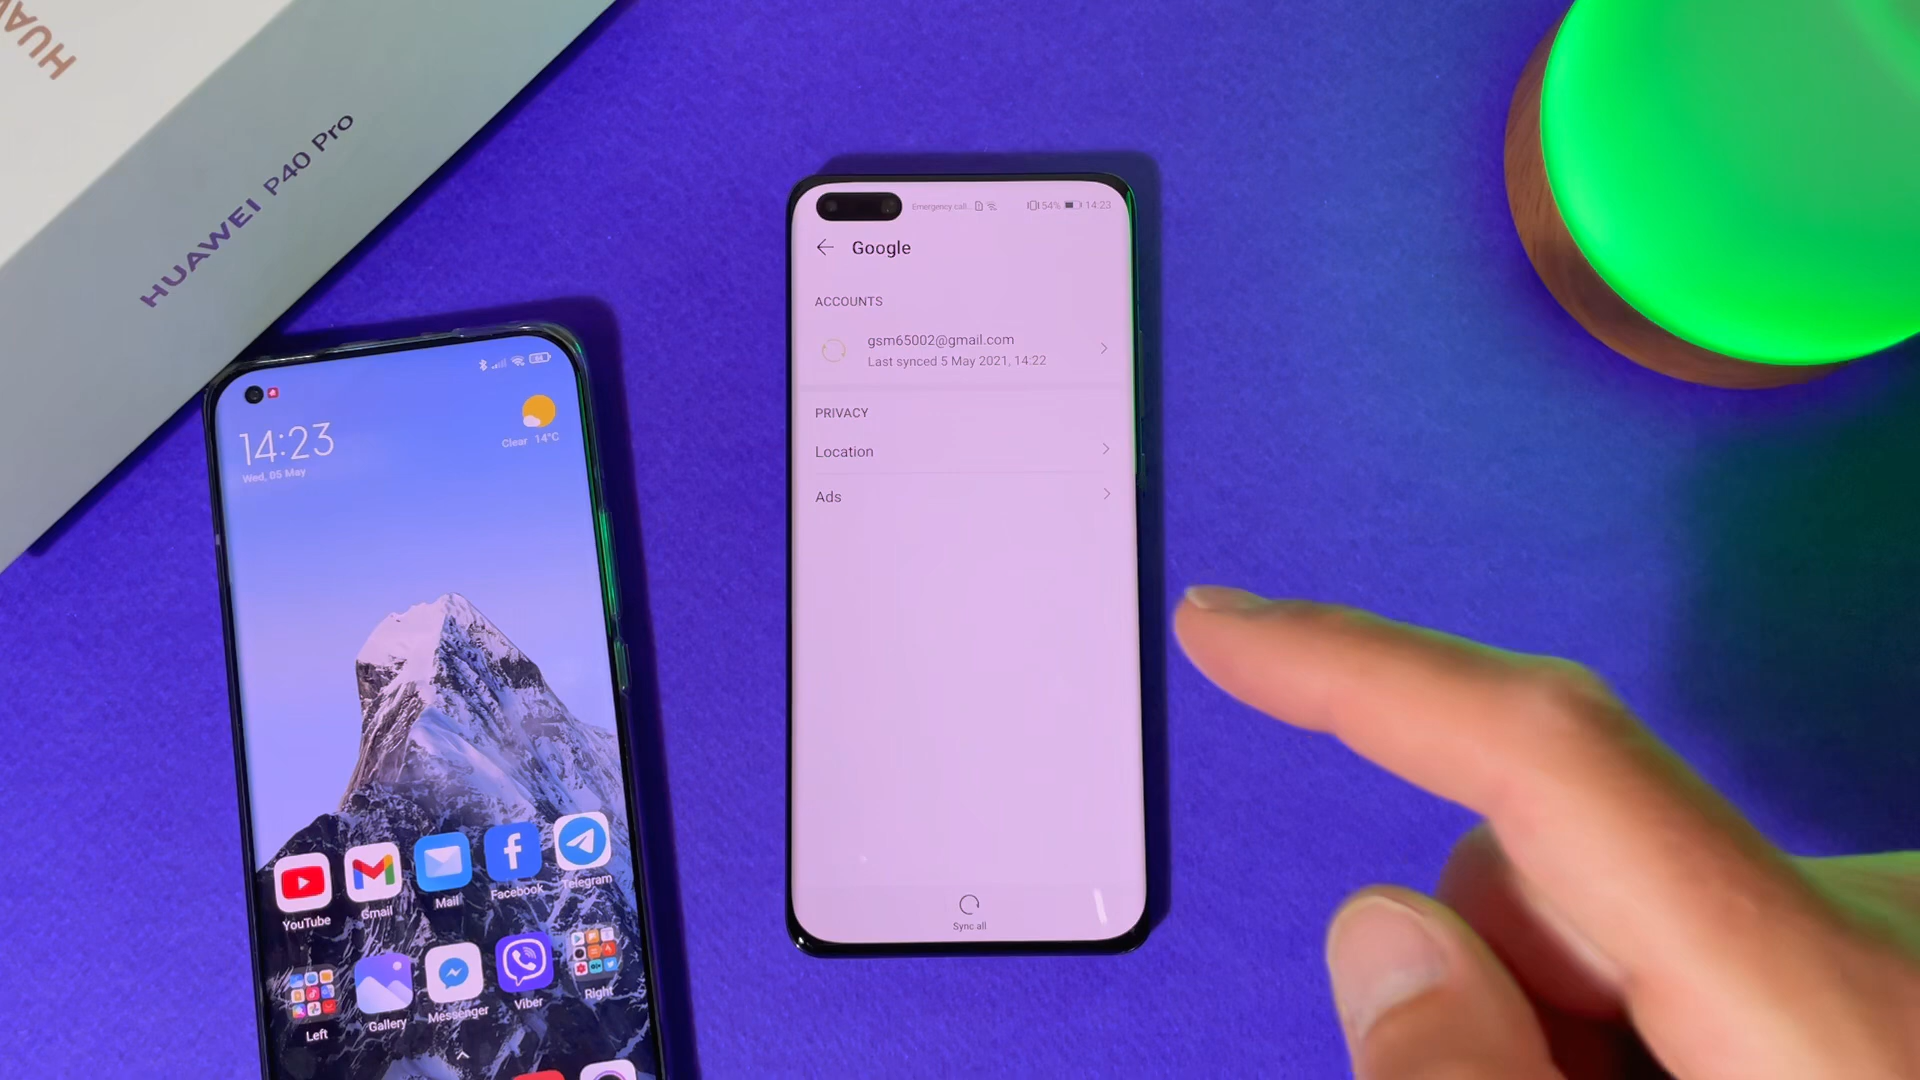 HUAWEI
HUAWEI P40 Pro
14:23
Wed, 05 May
Clear 14°C
YouTube
Gmail
Mail
Facebook
Telegram
Left
Gallery
Messenger
Viber
Right
Emergency call...
54%
14:23
Google
ACCOUNTS
gsm65002@gmail.com
Last synced 5 May 2021, 14:22
PRIVACY
Location
Ads
Sync all